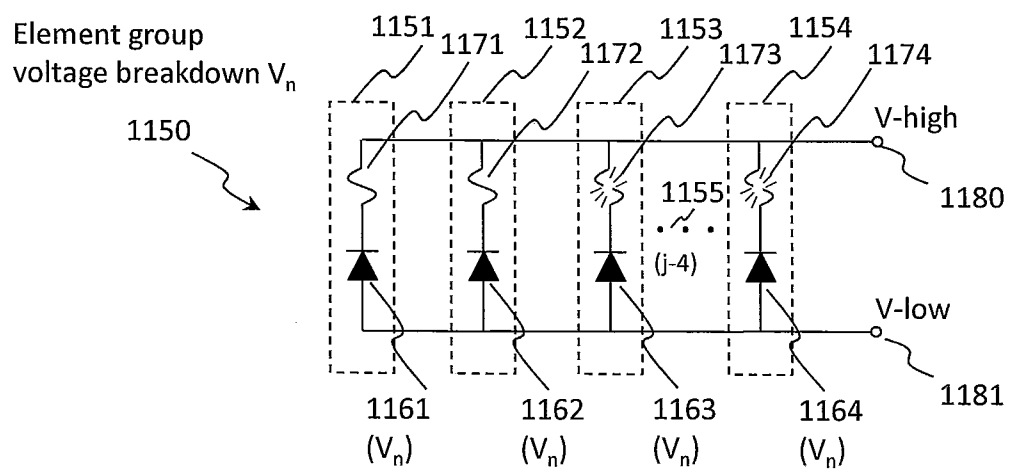 Element group
voltage breakdown Vn
1150
1151
1171
1152
1172
1153
1173
1154
1174
V-high
1180
1155
(j-4)
V-low
1181
1161
(Vn)
1162
(Vn)
1163
(Vn)
1164
(Vn)